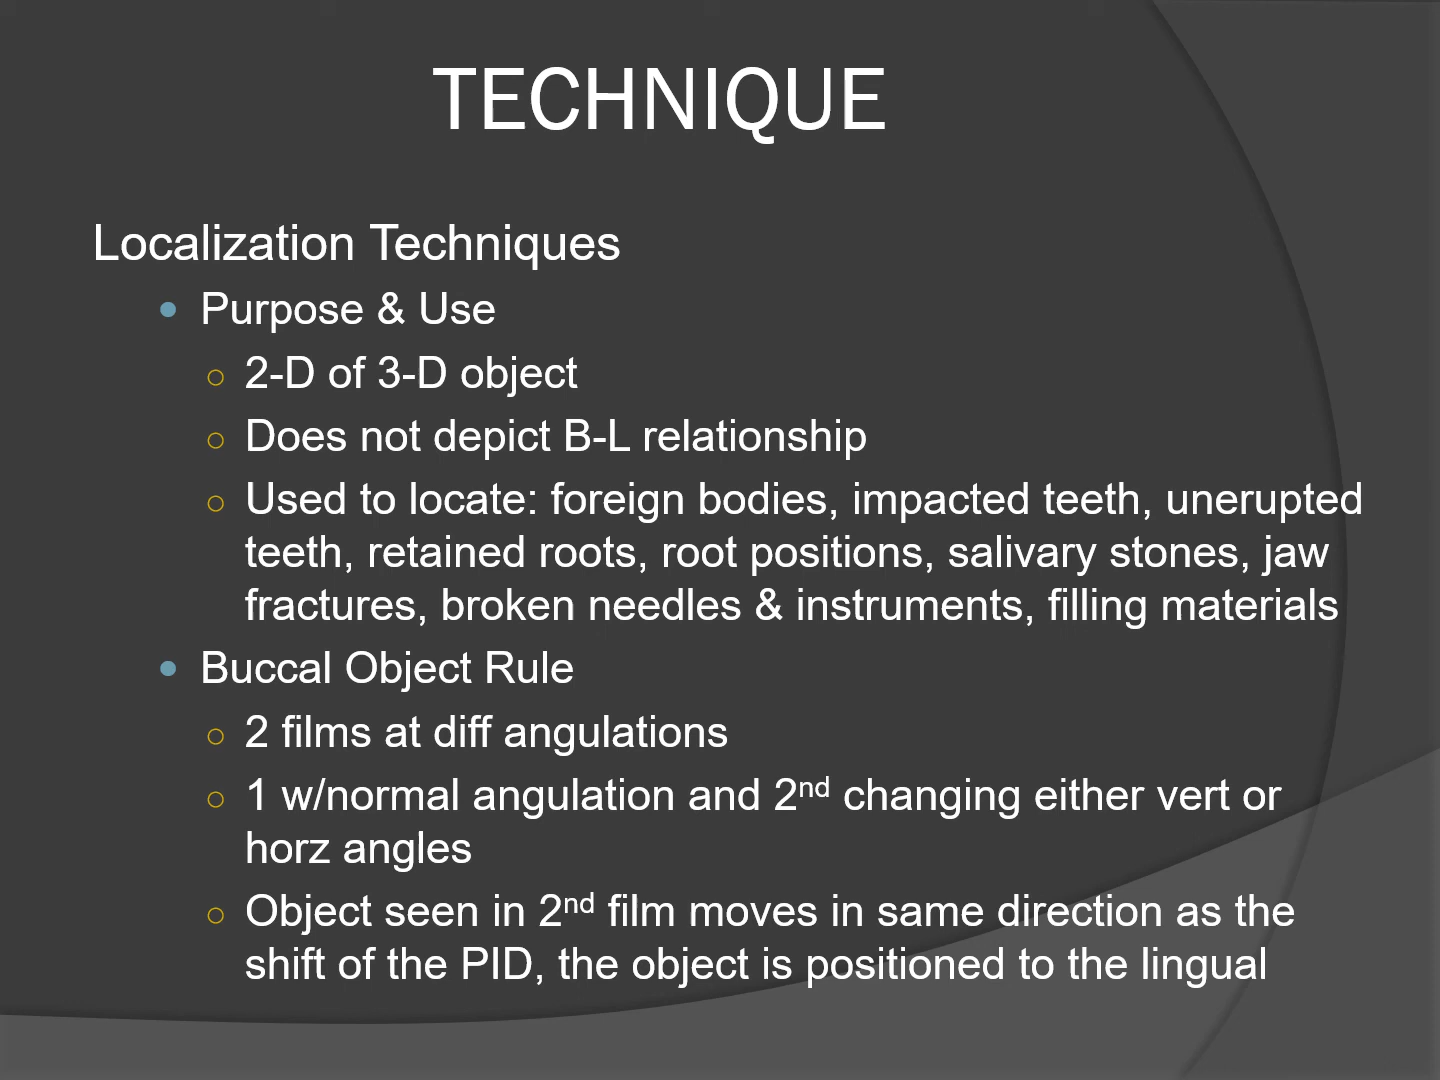 TECHNIQUE
Localization Techniques
Purpose & Use
2-D of 3-D object
Does not depict B-L relationship
Used to locate: foreign bodies, impacted teeth, unerupted
teeth, retained roots, root positions, salivary stones, jaw
fractures, broken needles & instruments, filling materials
Buccal Object Rule
2 films at diff angulations
1 w/normal angulation and 2nd changing either vert or
horz angles
Object seen in 2nd film moves in same direction as the
shift of the PID, the object is positioned to the lingual